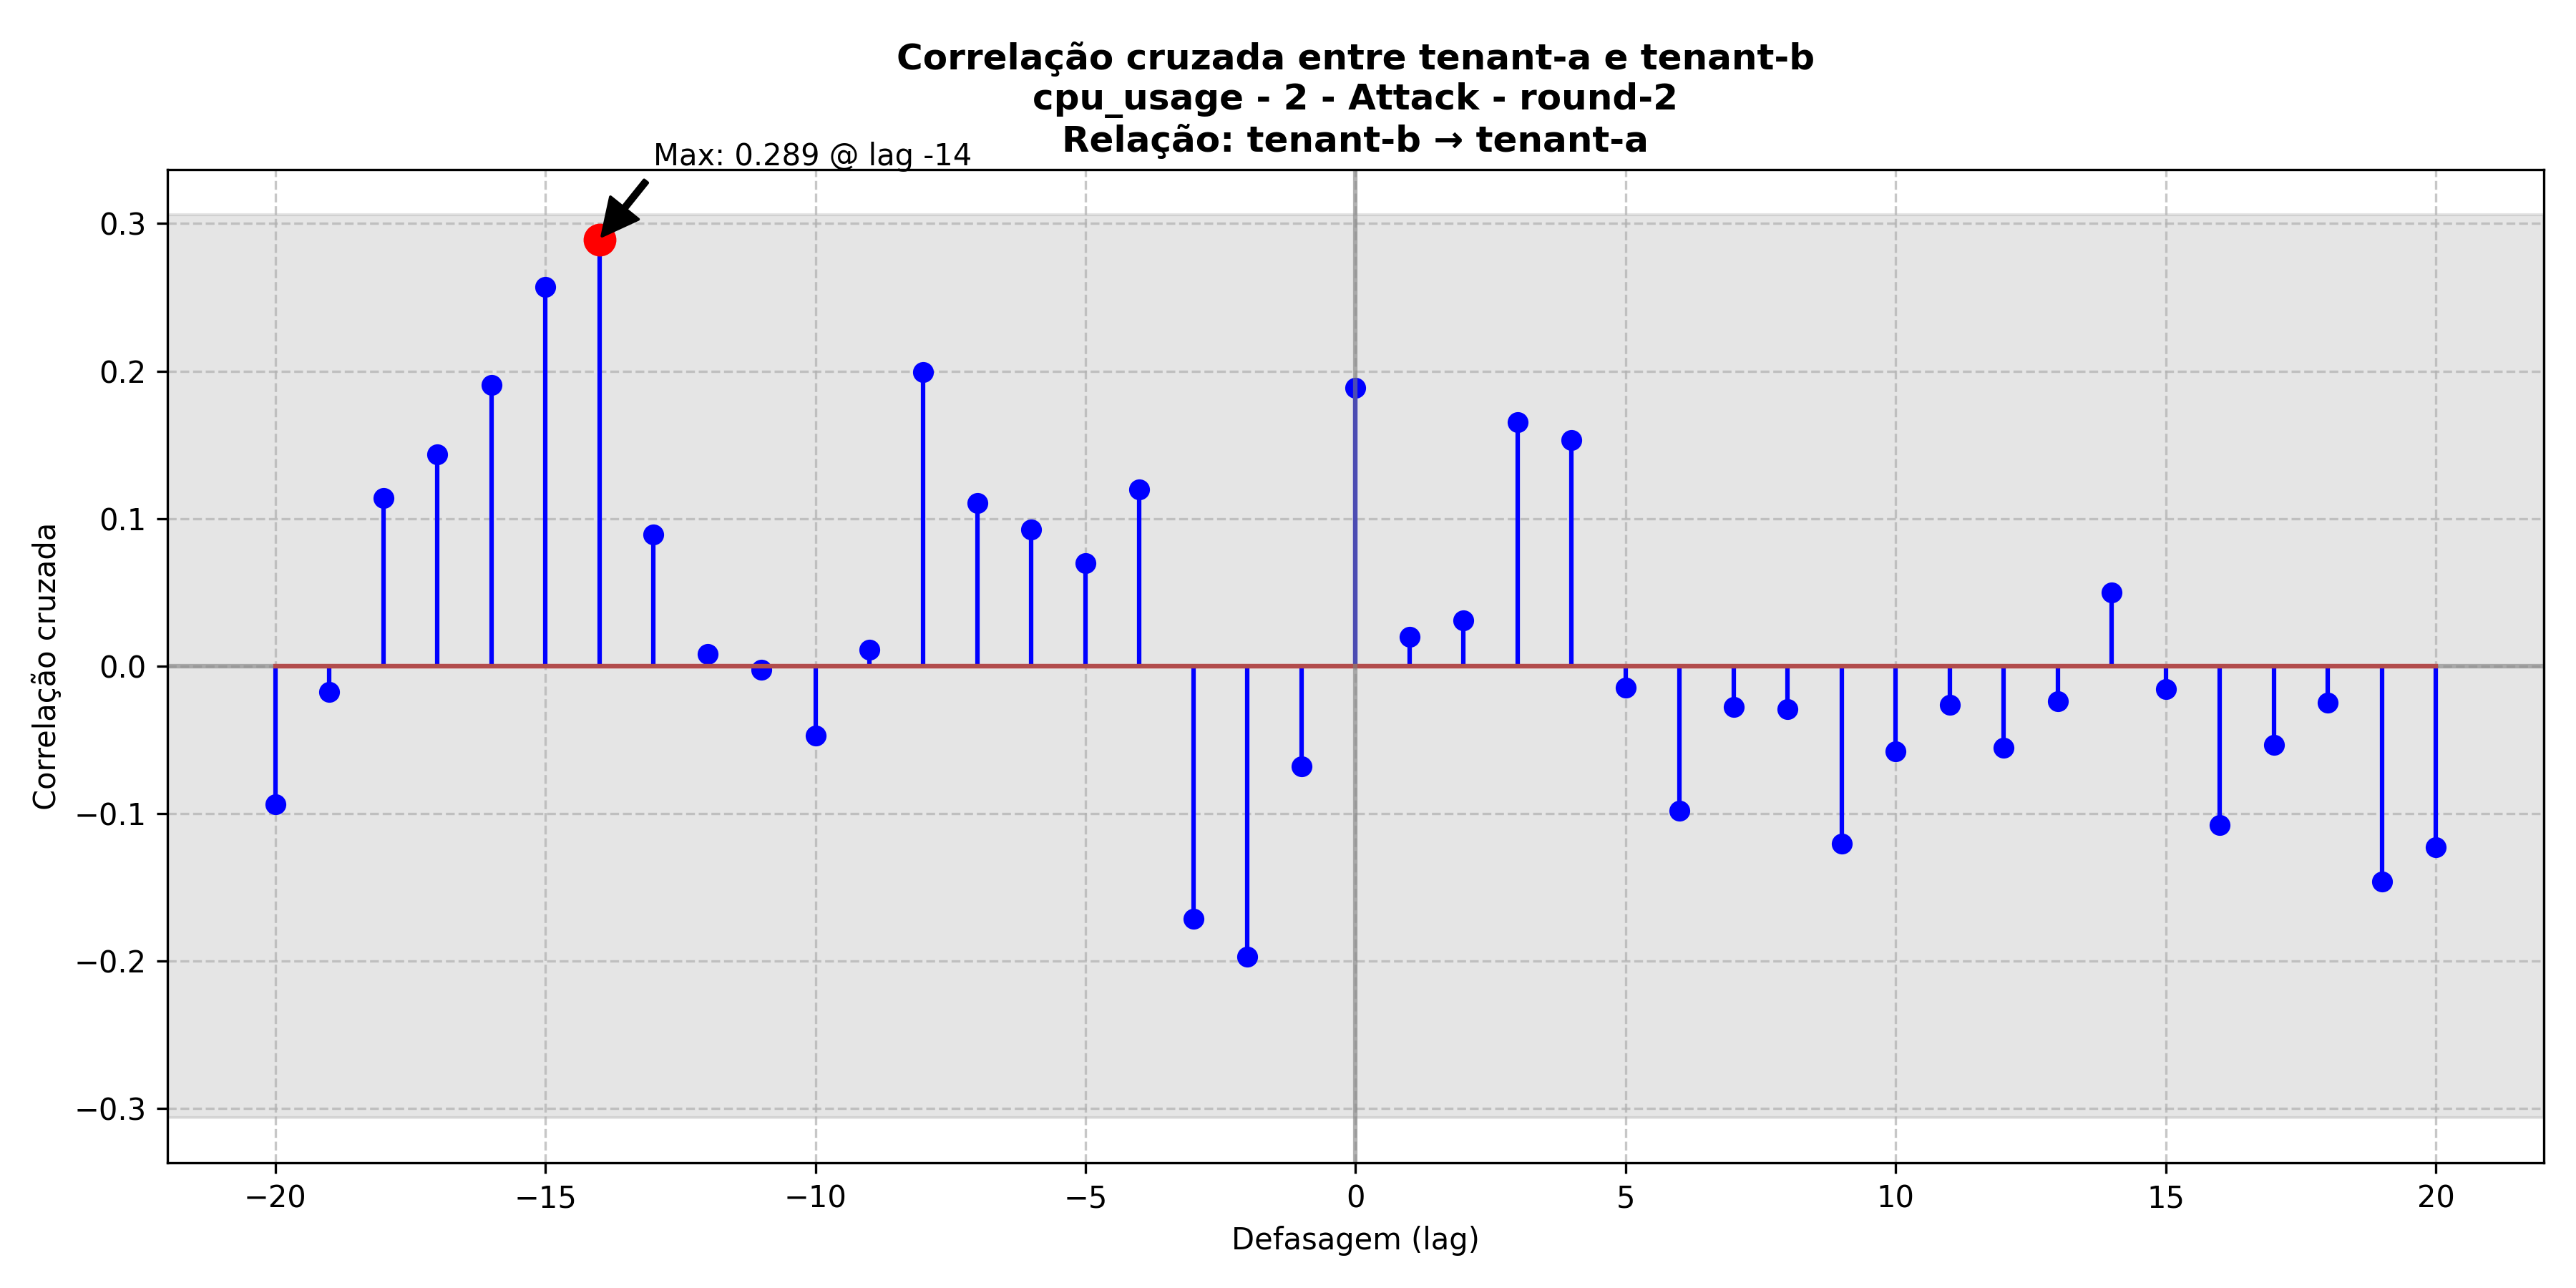 Correlação cruzada entre tenant-a e tenant-b
cpu_usage - 2 - Attack - round-2
Relação: tenant-b → tenant-a
Max: 0.289 @ lag -14
Correlação cruzada
0.3
0.2
0.1
0.0
−0.1
−0.2
−0.3
−20 −15 −10 −5 0 5 10 15 20
Defasagem (lag)